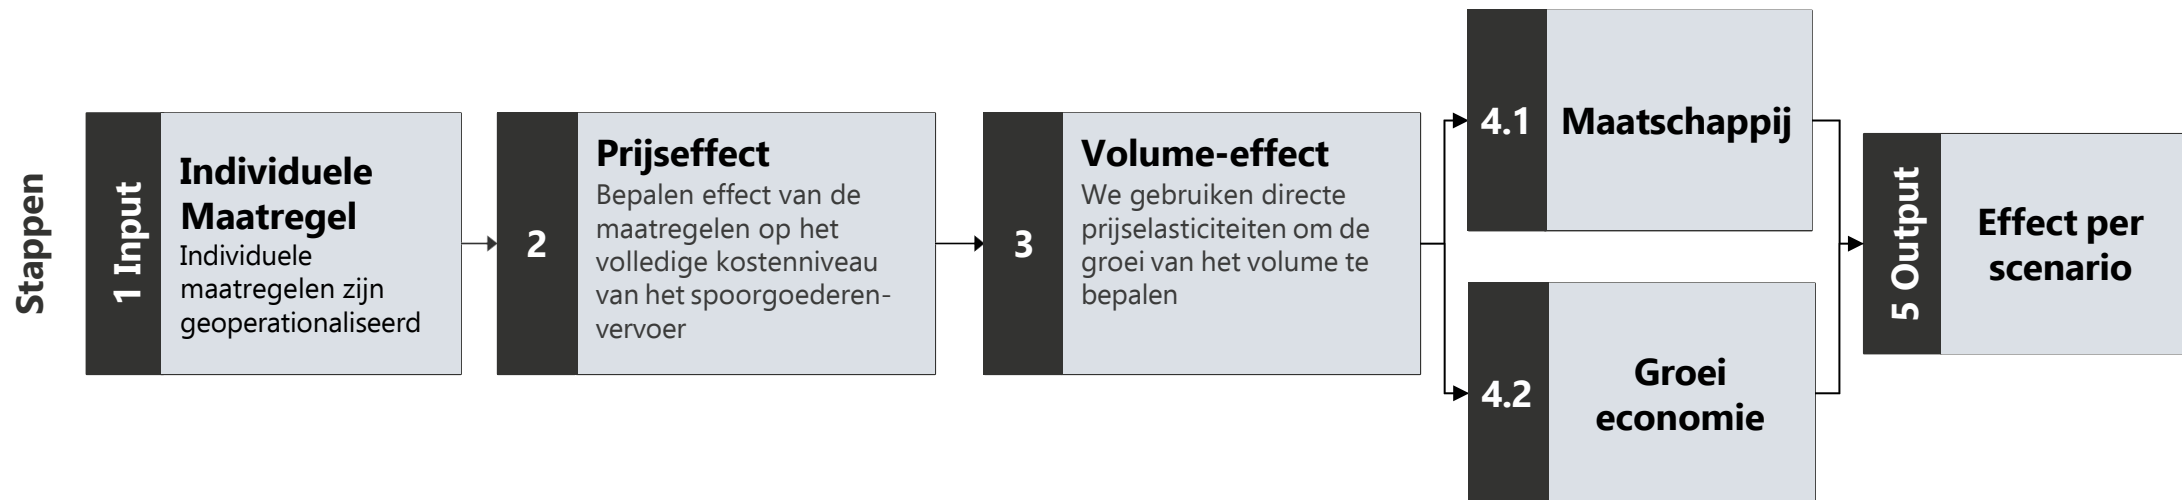 Stappen
1 Input
Individuele
Maatregel
Individuele
maatregelen zijn
geoperationaliseerd
2
Prijseffect
Bepalen effect van de
maatregelen op het
volledige kostenniveau
van het spoorgoederen-
vervoer
3
Volume-effect
We gebruiken directe
prijselasticiteiten om de
groei van het volume te
bepalen
4.1
Maatschappij
4.2
Groei
economie
5 Output
Effect per
scenario